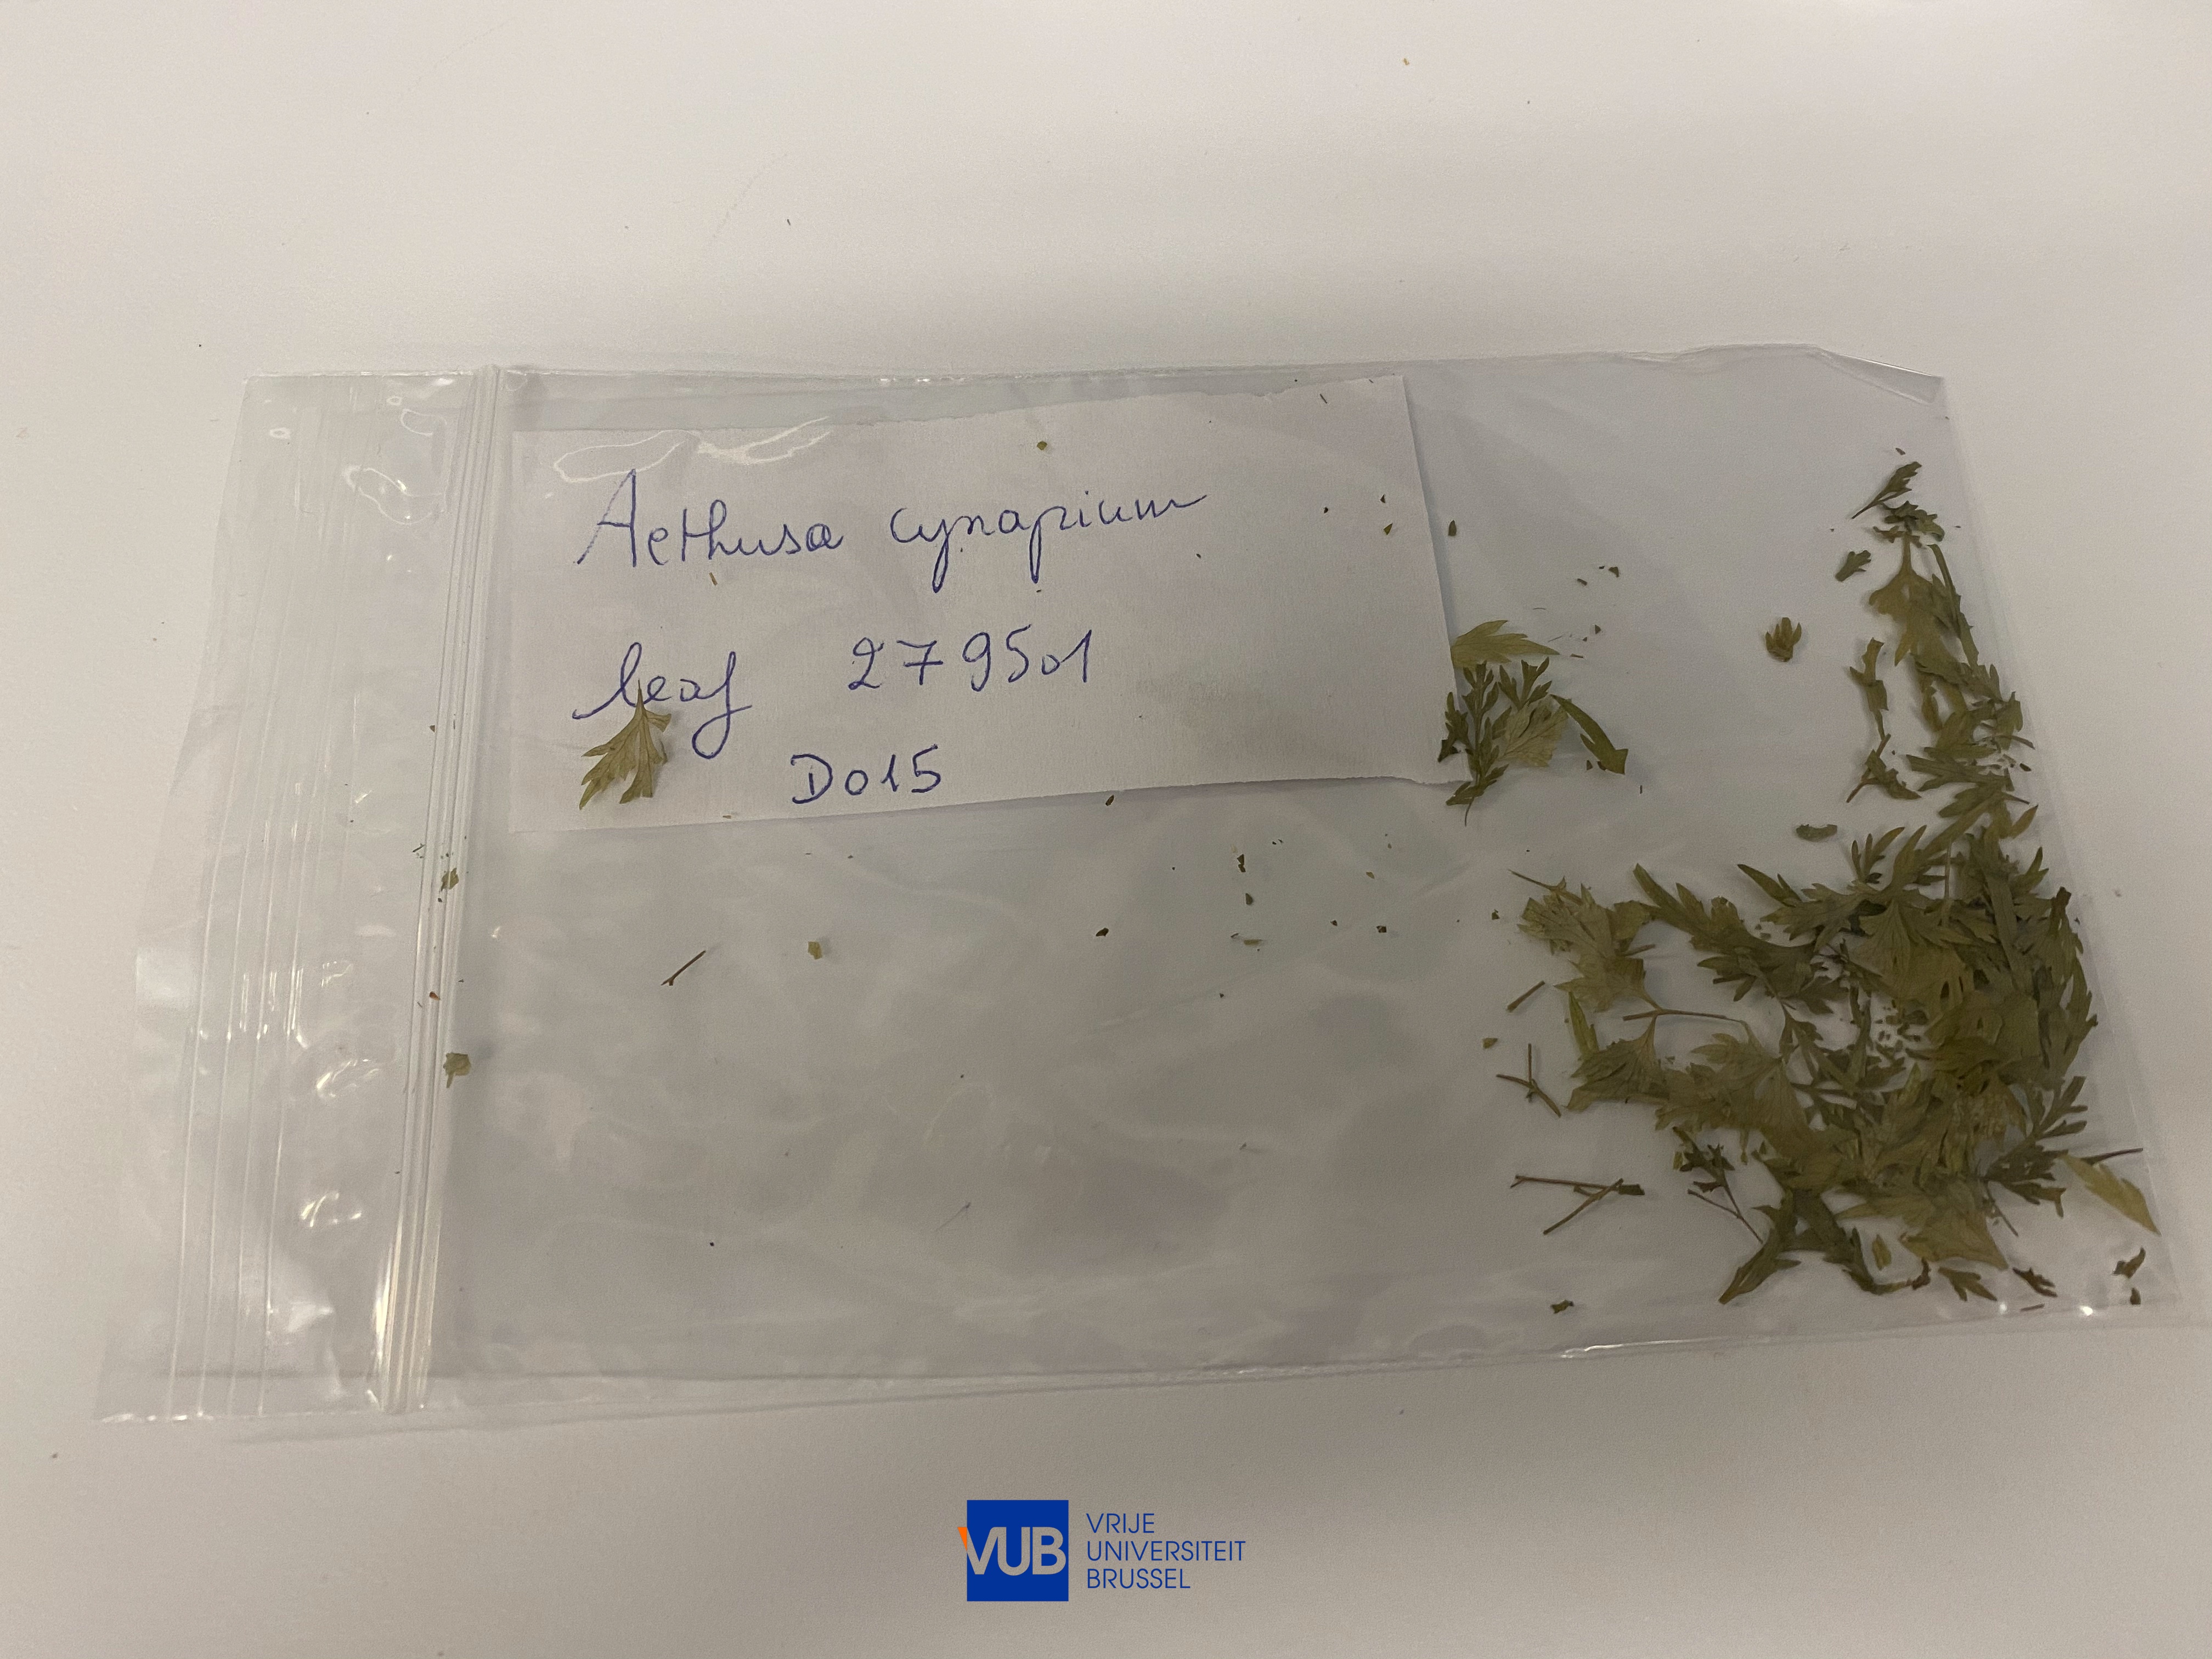 Aethusa cynapium
leaf 279501
D015
VUB
VRIJE
UNIVERSITEIT
BRUSSEL